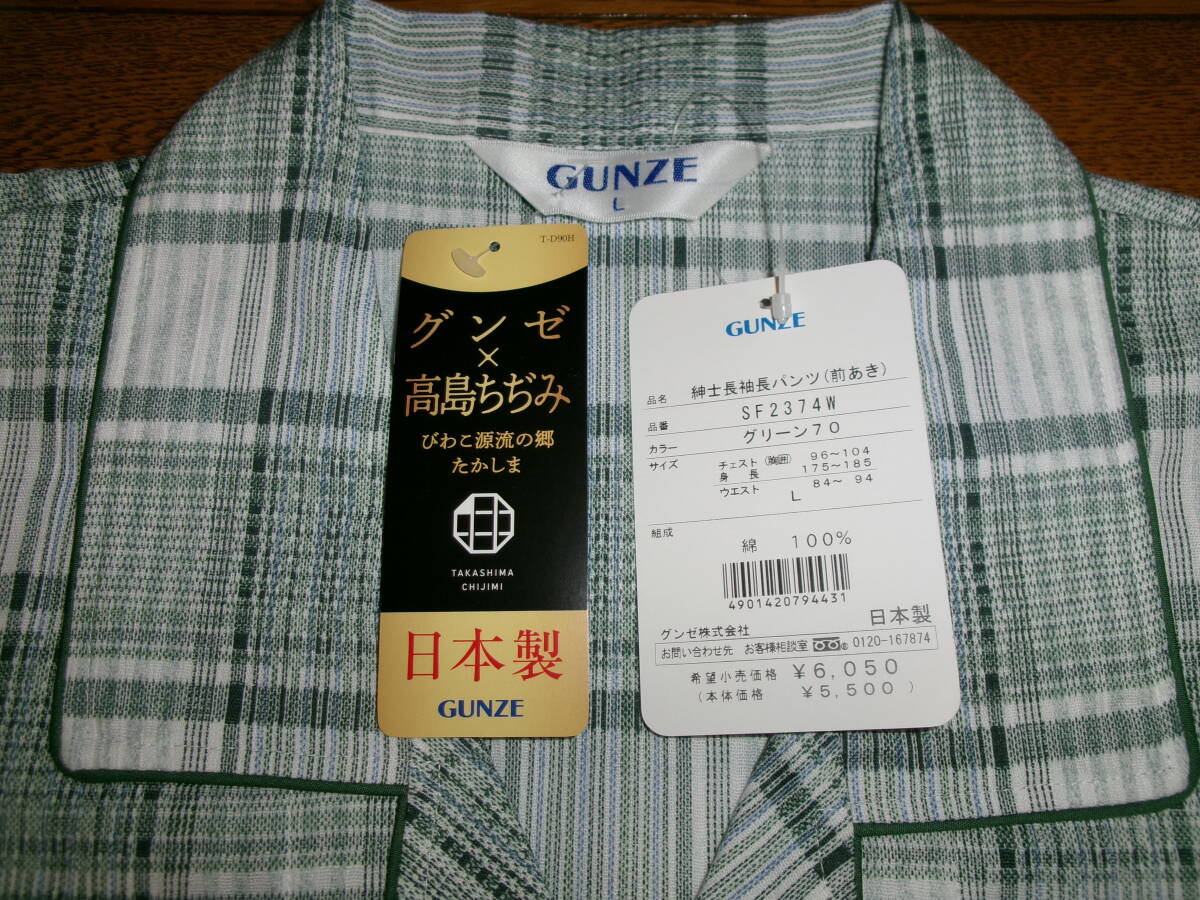 GUNZE
L
T-D90H
グンゼ
×
高島ちぢみ
びわこ源流の郷
たかしま
TAKASHIMA
CHIJIMI
日本製
GUNZE
GUNZE
品名 紳士長袖長パンツ(前あき)
品番 SF2374W
カラー グリーン70
サイズ チェスト(胸囲) 96~104
身長 175~185
ウエスト 84~ 94
L
組成
綿 100%
4901420794431
日本製
グンゼ株式会社
お問い合わせ先 お客様相談室 0120-167874
希望小売価格 ¥6,050
(本体価格 ¥5,500 )